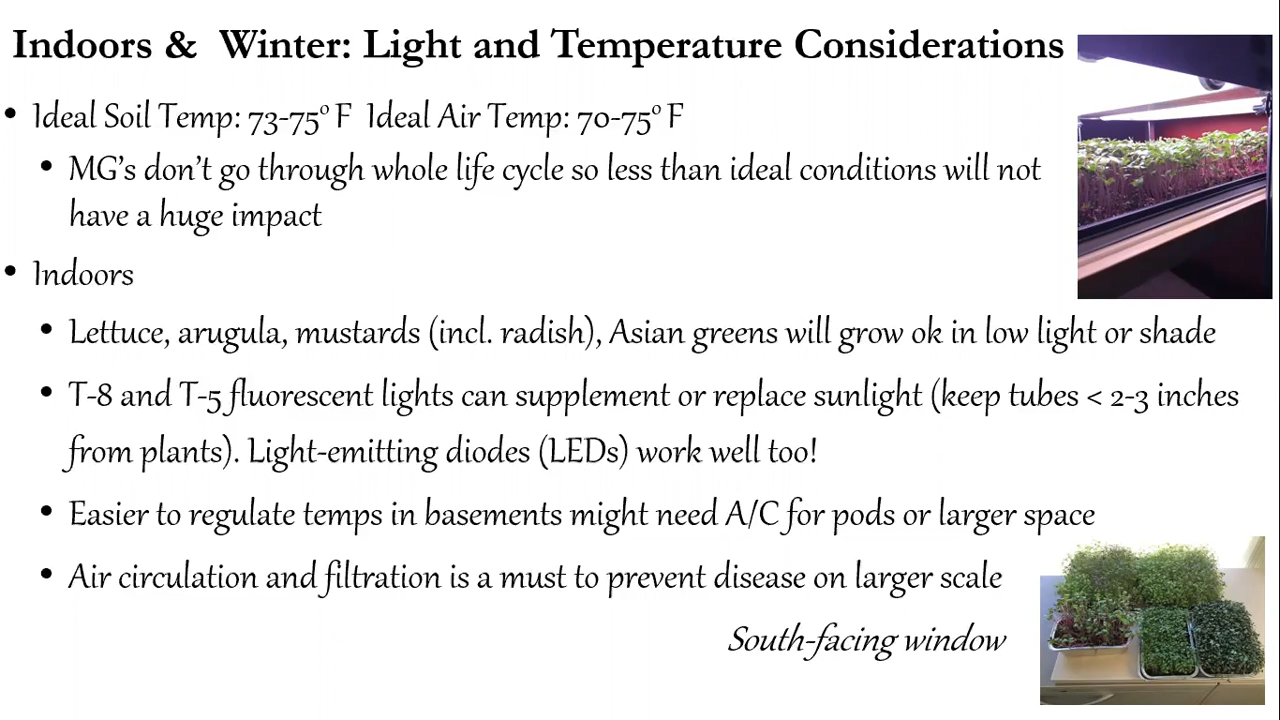 Indoors & Winter: Light and Temperature Considerations
• Ideal Soil Temp: 73-75° F Ideal Air Temp: 70-75° F
• MG's don't go through whole life cycle so less than ideal conditions will not
have a huge impact
• Indoors
• Lettuce, arugula, mustards (incl. radish), Asian greens will grow ok in low light or shade
• T-8 and T-5 fluorescent lights can supplement or replace sunlight (keep tubes < 2-3 inches
from plants). Light-emitting diodes (LEDs) work well too!
• Easier to regulate temps in basements might need A/C for pods or larger space
• Air circulation and filtration is a must to prevent disease on larger scale
South-facing window